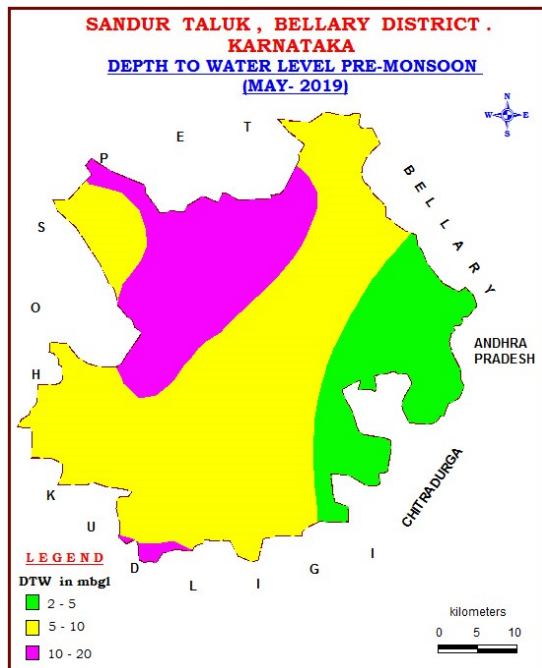 SANDUR TALUK , BELLARY DISTRICT .
KARNATAKA
DEPTH TO WATER LEVEL PRE-MONSOON
(MAY- 2019)
N
W E
S
H O S P E T
B E L L A R Y
ANDHRA
PRADESH
CHITRADURGA
K U D L I G I
L E G E N D
DTW in mbgl
2 - 5
5 - 10
10 - 20
kilometers
0 5 10